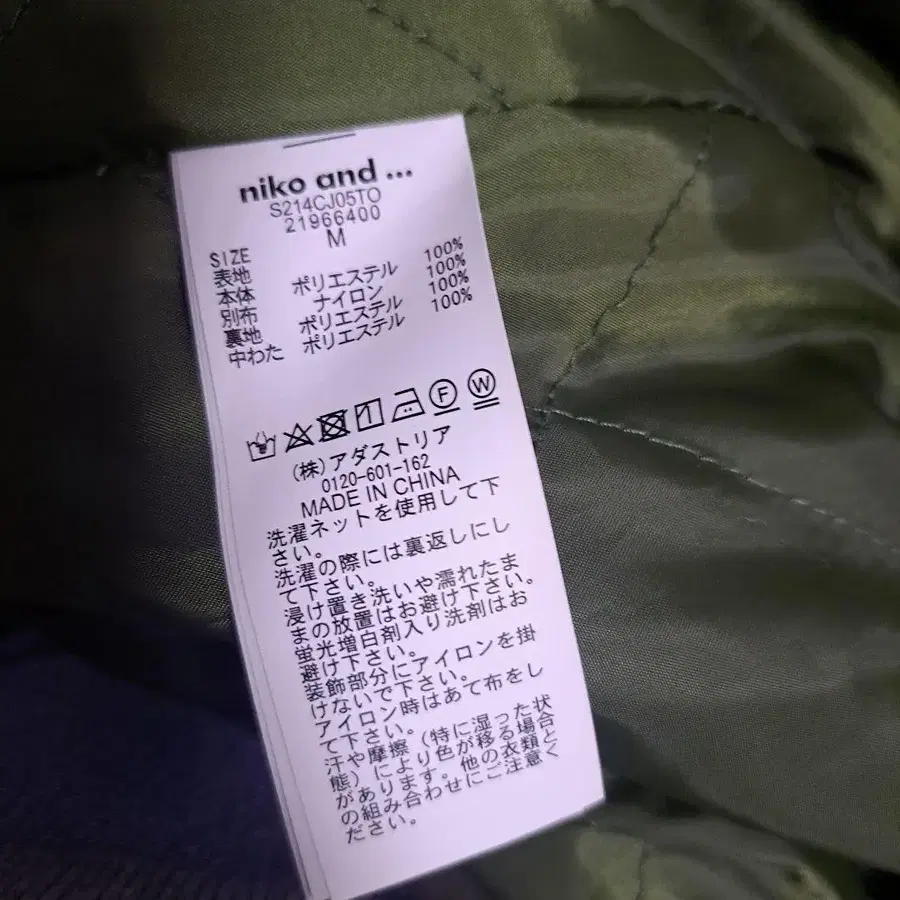 niko and ...
S214CJ05TO
21966400
M
SIZE
表地
本体 ポリエステル 100%
別布 ナイロン 100%
裏地 ポリエステル 100%
中わた ポリエステル 100%
F W
(株)アダストリア
0120-601-162
MADE IN CHINA
洗濯ネットを使用して下
さい。
洗濯の際には裏返しにし
て下さい。
浸け置き洗いや濡れたま
まの放置はお避け下さい。
蛍光増白剤入り洗剤はお
避け下さい。
装飾部分にアイロンを掛
けないで下さい。
アイロン時はあて布をし
て下さい。
汗や摩擦(特に湿った状
態)により色が移る場合
があります。他の衣類と
の組み合わせにご注意く
ださい。